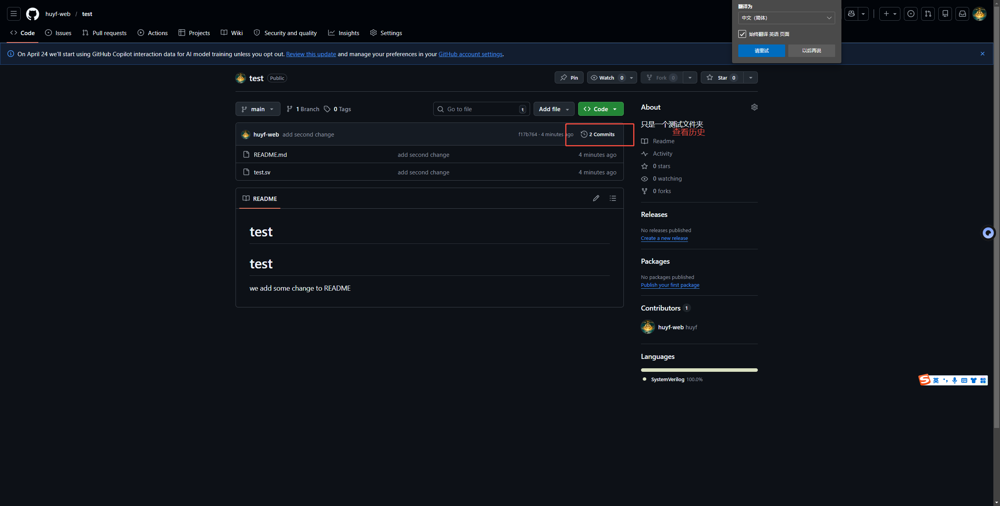 huyf-web / test
翻译为
中文 (简体)
始终翻译 英语 页面
请重试 以后再说
Code Issues Pull requests Actions Projects Wiki Security and quality Insights Settings
On April 24 we'll start using GitHub Copilot interaction data for AI model training unless you opt out. Review this update and manage your preferences in your GitHub account settings.
test Public
Pin Watch 0 Fork 0 Star 0
main 1 Branch 0 Tags Go to file t Add file Code
huyf-web add second change f17b764 · 4 minutes ago 2 Commits
README.md add second change 4 minutes ago
test.sv add second change 4 minutes ago
README
test
test
we add some change to README
About
只是一个测试文件夹
查看历史
Readme
Activity
0 stars
0 watching
0 forks
Releases
No releases published
Create a new release
Packages
No packages published
Publish your first package
Contributors 1
huyf-web huyf
Languages
SystemVerilog 100.0%
S 英